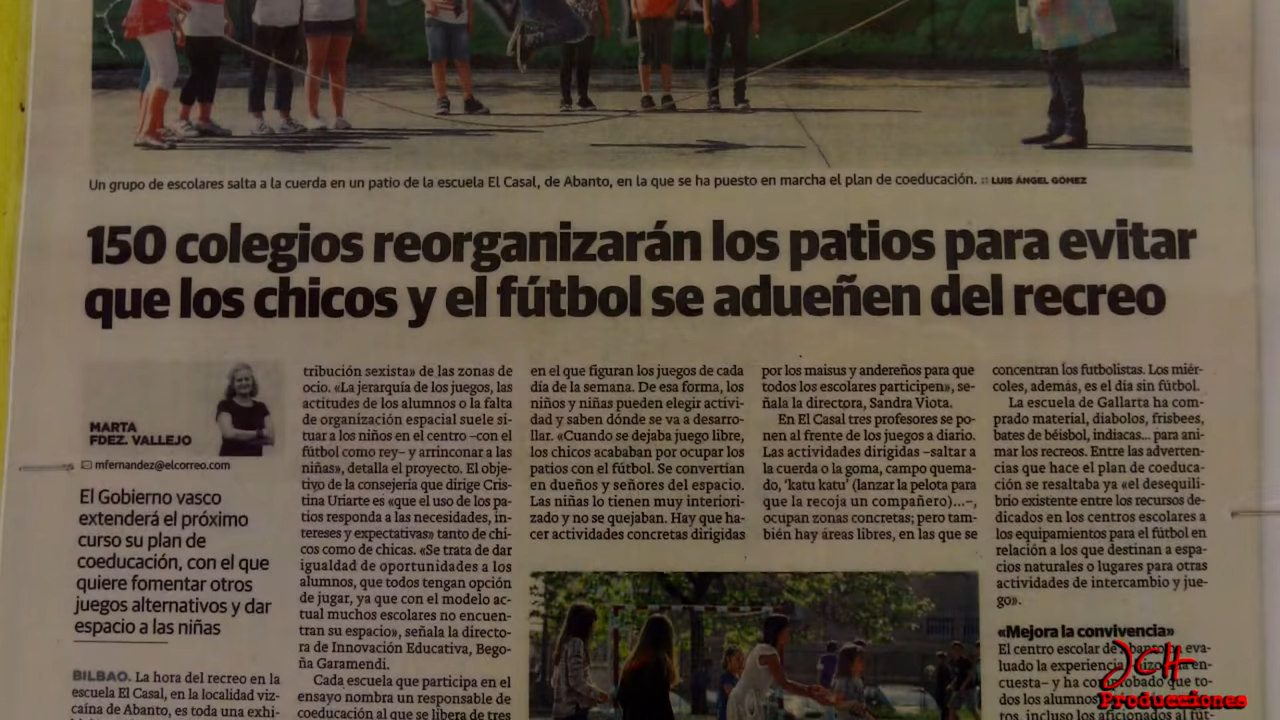 Un grupo de escolares salta a la cuerda en un patio de la escuela El Casal, de Abanto, en la que se ha puesto en marcha el plan de coeducación. :: LUIS ÁNGEL GÓMEZ
150 colegios reorganizarán los patios para evitar
que los chicos y el fútbol se adueñen del recreo
MARTA
FDEZ. VALLEJO
mfernandez@elcorreo.com
El Gobierno vasco
extenderá el próximo
curso su plan de
coeducación, con el que
quiere fomentar otros
juegos alternativos y dar
espacio a las niñas
BILBAO. La hora del recreo en la
escuela El Casal, en la localidad viz-
caína de Abanto, es toda una exhi-
tribución sexista» de las zonas de
ocio. «La jerarquía de los juegos, las
actitudes de los alumnos o la falta
de organización espacial suele si-
tuar a los niños en el centro –con el
fútbol como rey– y arrinconar a las
niñas», detalla el proyecto. El obje-
tivo de la consejería que dirige Cris-
tina Uriarte es «que el uso de los pa-
tios responda a las necesidades, in-
tereses y expectativas» tanto de chi-
cos como de chicas. «Se trata de dar
igualdad de oportunidades a los
alumnos, que todos tengan opción
de jugar, ya que con el modelo ac-
tual muchos escolares no encuen-
tran su espacio», señala la directo-
ra de Innovación Educativa, Bego-
ña Garamendi.
Cada escuela que participa en el
ensayo nombra un responsable de
coeducación al que se libera de tres
en el que figuran los juegos de cada
día de la semana. De esa forma, los
niños y niñas pueden elegir activi-
dad y saben dónde se va a desarro-
llar. «Cuando se dejaba juego libre,
los chicos acababan por ocupar los
patios con el fútbol. Se convertían
en dueños y señores del espacio.
Las niñas lo tienen muy interiori-
zado y no se quejaban. Hay que ha-
cer actividades concretas dirigidas
por los maisus y andereños para que
todos los escolares participen», se-
ñala la directora, Sandra Viota.
En El Casal tres profesores se po-
nen al frente de los juegos a diario.
Las actividades dirigidas –saltar a
la cuerda o la goma, campo quema-
do, 'katu katu' (lanzar la pelota para
que la recoja un compañero)...–,
ocupan zonas concretas; pero tam-
bién hay áreas libres, en las que se
concentran los futbolistas. Los miér-
coles, además, es el día sin fútbol.
La escuela de Gallarta ha com-
prado material, diábolos, frisbees,
bates de béisbol, indiacas... para ani-
mar los recreos. Entre las adverten-
cias que hace el plan de coeduca-
ción se resaltaba ya «el desequili-
brio existente entre los recursos de-
dicados en los centros escolares a
los equipamientos para el fútbol en
relación a los que destinan a espa-
cios naturales o lugares para otras
actividades de intercambio y jue-
go».
«Mejora la convivencia»
El centro escolar de Abanto ha eva-
luado la experiencia –hizo una en-
cuesta– y ha comprobado que to-
dos los alumnos
tos, incluso los aficionados al fút-
JCH
Producciones